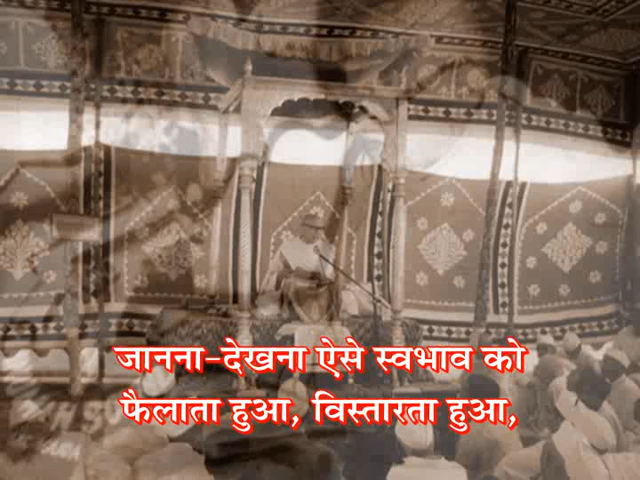 जानना-देखना ऐसे स्वभाव को
फैलाता हुआ, विस्तारता हुआ,